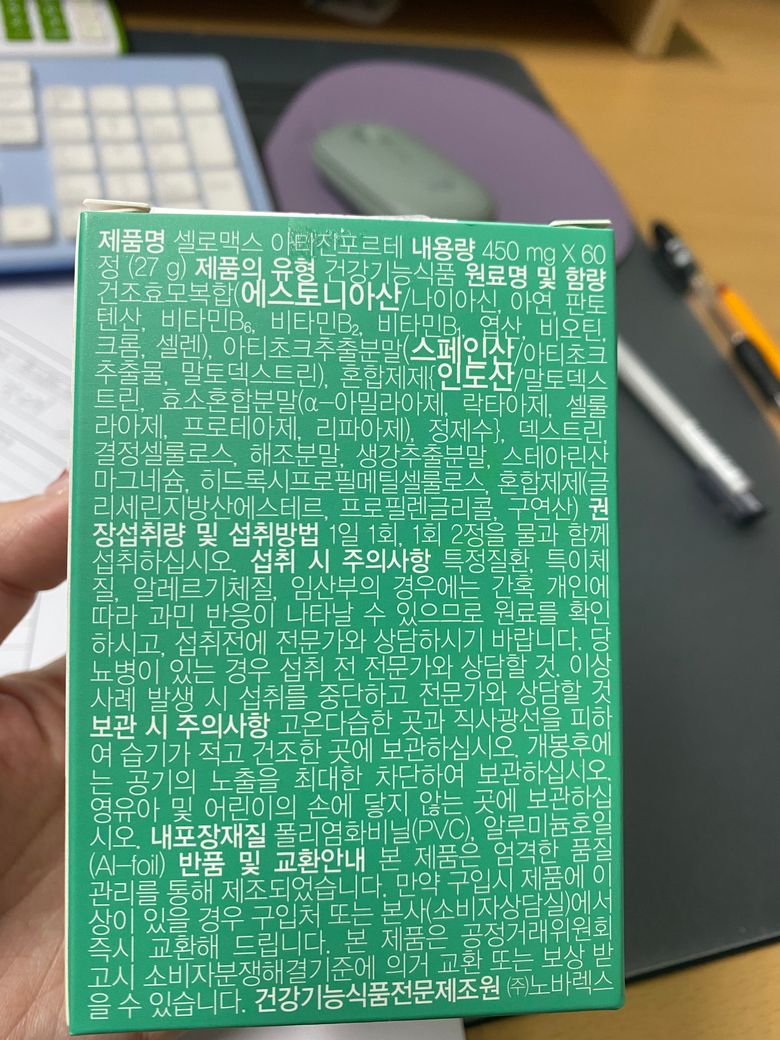 제품명 셀로맥스 아티잔포르테 내용량 450 mg X 60
정 (27 g) 제품의 유형 건강기능식품 원료명 및 함량
건조효모복합(에스토니아산/나이아신, 아연, 판토
텐산, 비타민B₆, 비타민B₂, 비타민B₁, 엽산, 비오틴,
크롬, 셀렌), 아티초크추출분말(스페인산/아티초크
추출물, 말토덱스트린), 혼합제제{인도산/말토덱스
트린, 효소혼합분말(α-아밀라아제, 락타아제, 셀룰
라아제, 프로테아제, 리파아제), 정제수}, 덱스트린,
결정셀룰로스, 해조분말, 생강추출분말, 스테아린산
마그네슘, 히드록시프로필메틸셀룰로스, 혼합제제(글
리세린지방산에스테르, 프로필렌글리콜, 구연산) 권
장섭취량 및 섭취방법 1일 1회, 1회 2정을 물과 함께
섭취하십시오. 섭취 시 주의사항 특정질환, 특이체
질, 알레르기체질, 임산부의 경우에는 간혹 개인에
따라 과민 반응이 나타날 수 있으므로 원료를 확인
하시고, 섭취전에 전문가와 상담하시기 바랍니다. 당
뇨병이 있는 경우 섭취 전 전문가와 상담할 것. 이상
사례 발생 시 섭취를 중단하고 전문가와 상담할 것
보관 시 주의사항 고온다습한 곳과 직사광선을 피하
여 습기가 적고 건조한 곳에 보관하십시오. 개봉후에
는 공기의 노출을 최대한 차단하여 보관하십시오.
영유아 및 어린이의 손에 닿지 않는 곳에 보관하십
시오. 내포장재질 폴리염화비닐(PVC), 알루미늄호일
(Al-foil) 반품 및 교환안내 본 제품은 엄격한 품질
관리를 통해 제조되었습니다. 만약 구입시 제품에 이
상이 있을 경우 구입처 또는 본사(소비자상담실)에서
즉시 교환해 드립니다. 본 제품은 공정거래위원회
고시 소비자분쟁해결기준에 의거 교환 또는 보상 받
을 수 있습니다. 건강기능식품전문제조원 ㈜노바렉스